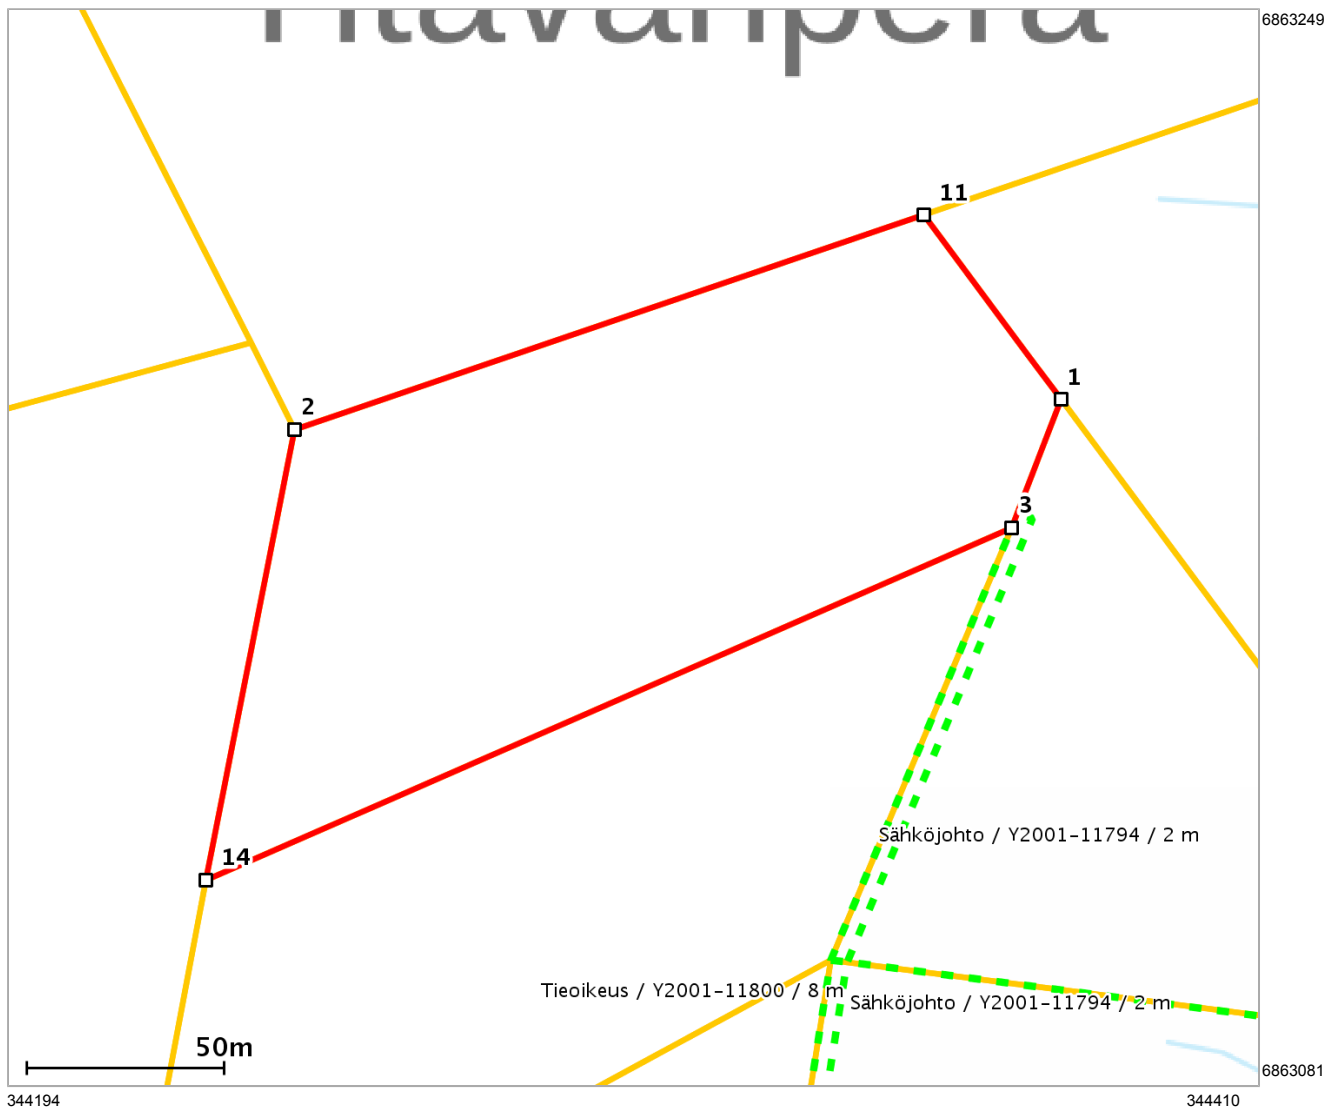 6863249
11
1
2
3
14
Sähköjohto / Y2001-11794 / 2 m
Tieoikeus / Y2001-11800 / 8 m
Sähköjohto / Y2001-11794 / 2 m
50m
6863081
344194
344410